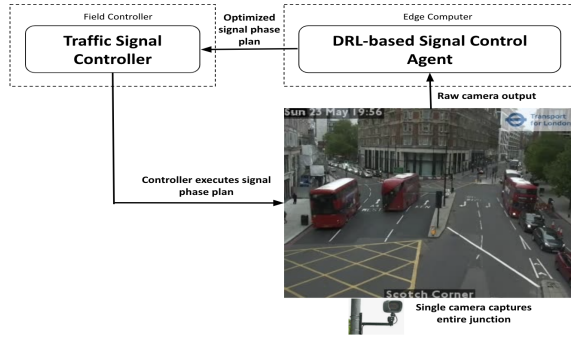 Field Controller
Traffic Signal
Controller
Optimized
signal phase
plan
Edge Computer
DRL-based Signal Control
Agent
Raw camera output
Sun 23 May 19:56
Transport
for London
Controller executes signal
phase plan
Scotch Corner
Single camera captures
entire junction